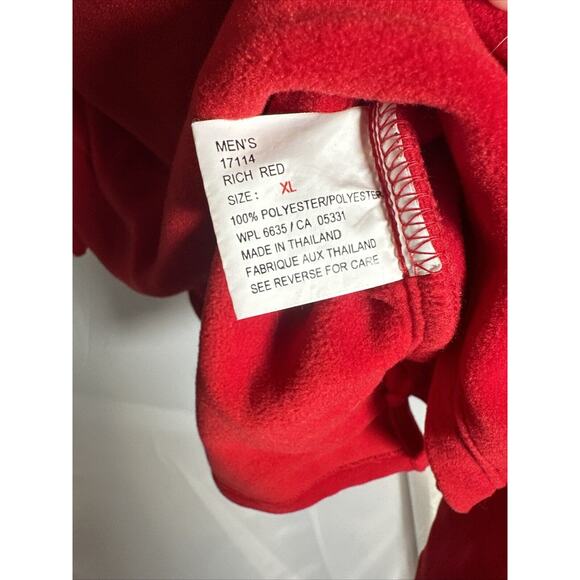 MEN'S
17114
RICH RED
SIZE: XL
100% POLYESTER/POLYESTER
WPL 6635 / CA 05331
MADE IN THAILAND
FABRIQUE AUX THAILAND
SEE REVERSE FOR CARE